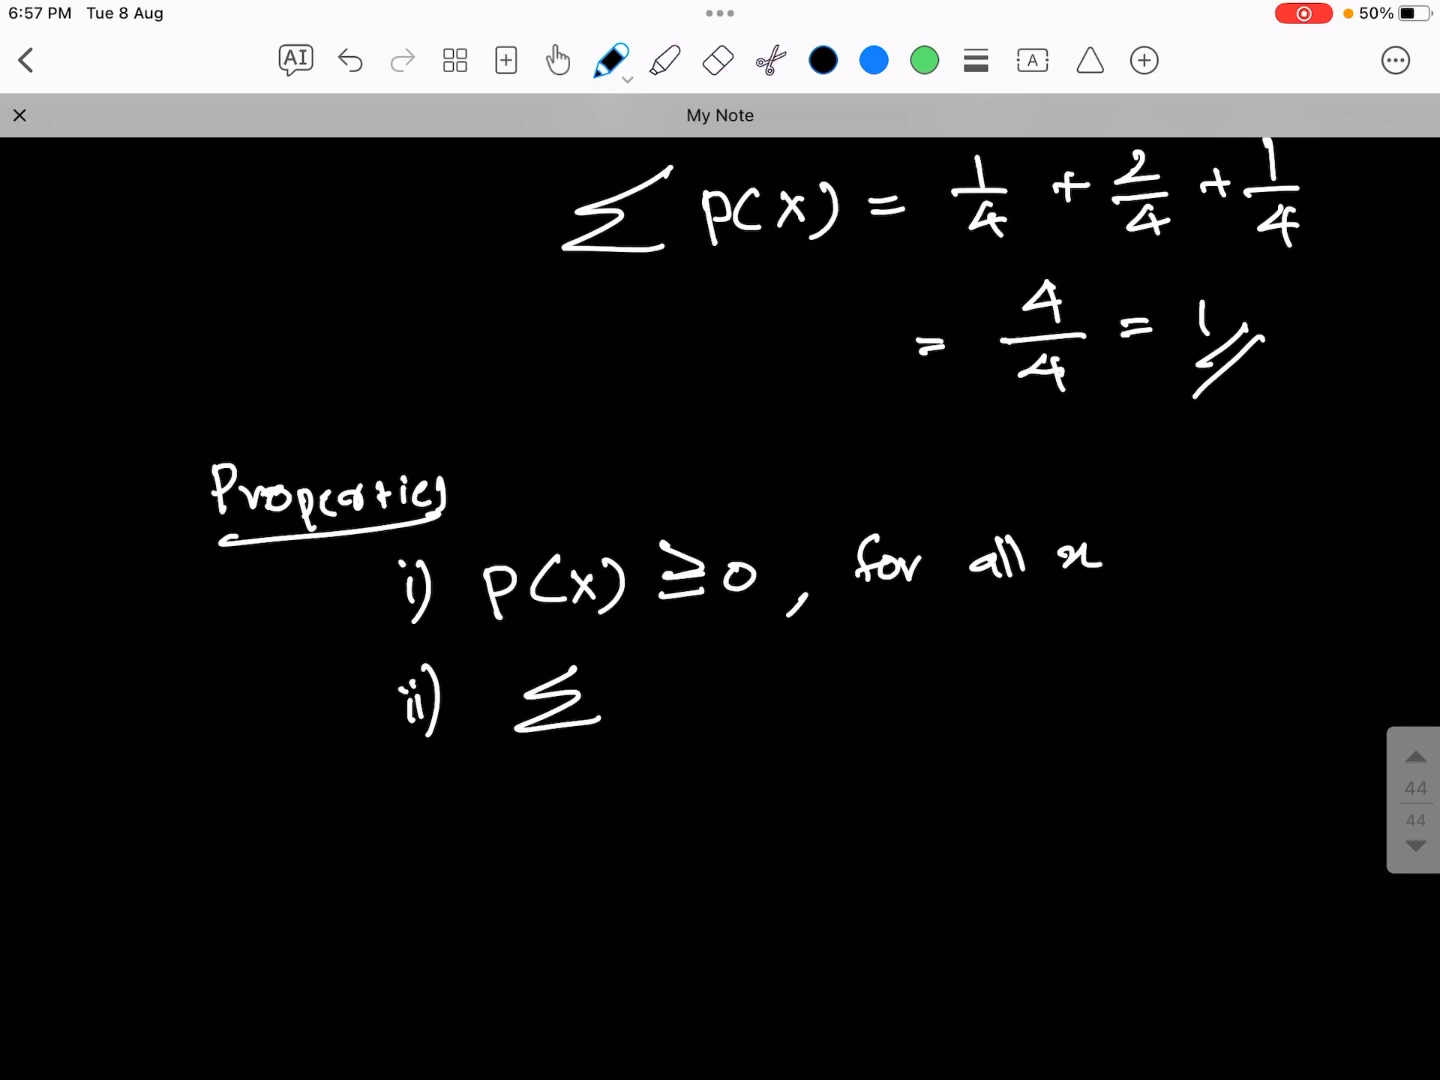 6:57 PM Tue 8 Aug
50%
AI
A
My Note
∑ P(X) = 1/4 + 2/4 + 1/4
= 4/4 = 1
Properties
i) P(X) ≥ 0, for all x
ii) ∑
44
44